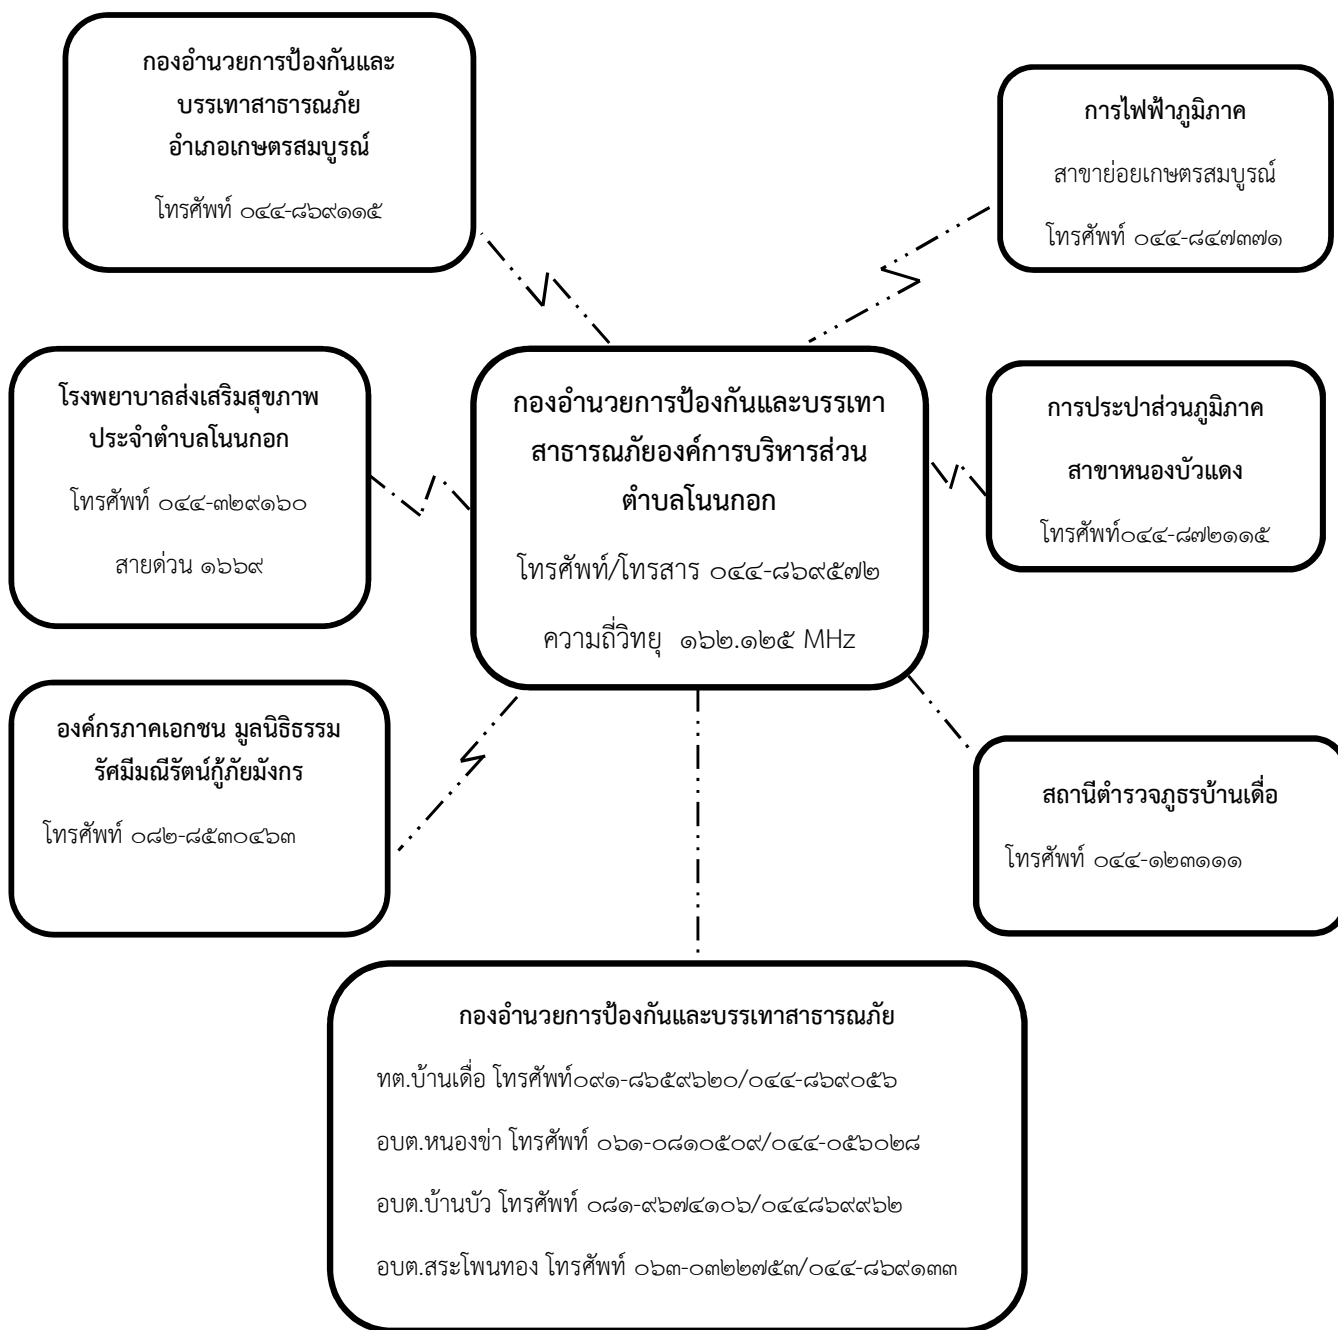 กองอำนวยการป้องกันและ
บรรเทาสาธารณภัย
อำเภอเกษตรสมบูรณ์
โทรศัพท์ ๐๔๔-๘๖๙๑๑๕
การไฟฟ้าภูมิภาค
สาขาย่อยเกษตรสมบูรณ์
โทรศัพท์ ๐๔๔-๘๔๗๓๗๑
โรงพยาบาลส่งเสริมสุขภาพ
ประจำตำบลโนนกอก
โทรศัพท์ ๐๔๔-๓๒๙๑๖๐
สายด่วน ๑๖๖๙
กองอำนวยการป้องกันและบรรเทา
สาธารณภัยองค์การบริหารส่วน
ตำบลโนนกอก
โทรศัพท์/โทรสาร ๐๔๔-๘๖๙๕๗๒
ความถี่วิทยุ ๑๖๒.๑๒๕ MHz
การประปาส่วนภูมิภาค
สาขาหนองบัวแดง
โทรศัพท์๐๔๔-๘๗๒๑๑๕
องค์กรภาคเอกชน มูลนิธิธรรม
รัศมีมณีรัตน์กู้ภัยมังกร
โทรศัพท์ ๐๘๒-๘๕๓๐๔๖๓
สถานีตำรวจภูธรบ้านเดื่อ
โทรศัพท์ ๐๔๔-๑๒๓๑๑๑
กองอำนวยการป้องกันและบรรเทาสาธารณภัย
ทต.บ้านเดื่อ โทรศัพท์๐๙๑-๘๖๕๙๖๒๐/๐๔๔-๘๖๙๐๕๖
อบต.หนองข่า โทรศัพท์ ๐๖๑-๐๘๑๐๕๐๙/๐๔๔-๐๕๖๐๒๘
อบต.บ้านบัว โทรศัพท์ ๐๘๑-๙๖๗๔๑๐๖/๐๔๔๘๖๙๙๖๒
อบต.สระโพนทอง โทรศัพท์ ๐๖๓-๐๓๒๒๗๕๓/๐๔๔-๘๖๙๑๓๓